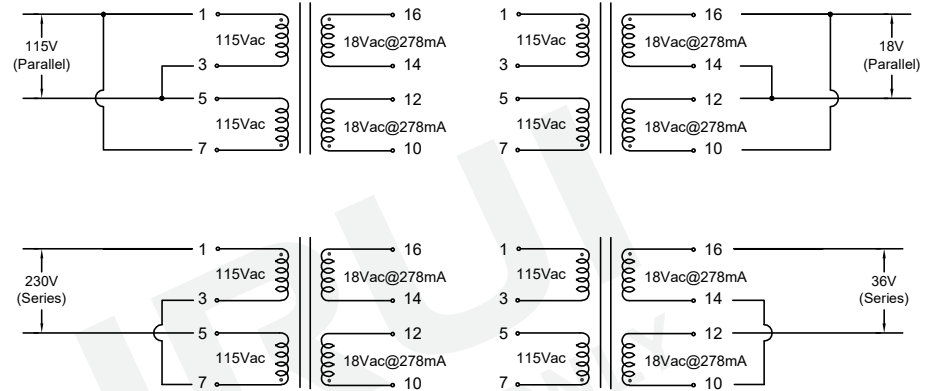 1 16 1 16
115V 115Vac 18Vac@278mA 115Vac 18Vac@278mA 18V
(Parallel) 3 14 3 14 (Parallel)
5 12 5 12
115Vac 18Vac@278mA 115Vac 18Vac@278mA
7 10 7 10
1 16 1 16
230V 115Vac 18Vac@278mA 115Vac 18Vac@278mA 36V
(Series) 3 14 3 14 (Series)
5 12 5 12
115Vac 18Vac@278mA 115Vac 18Vac@278mA
7 10 7 10